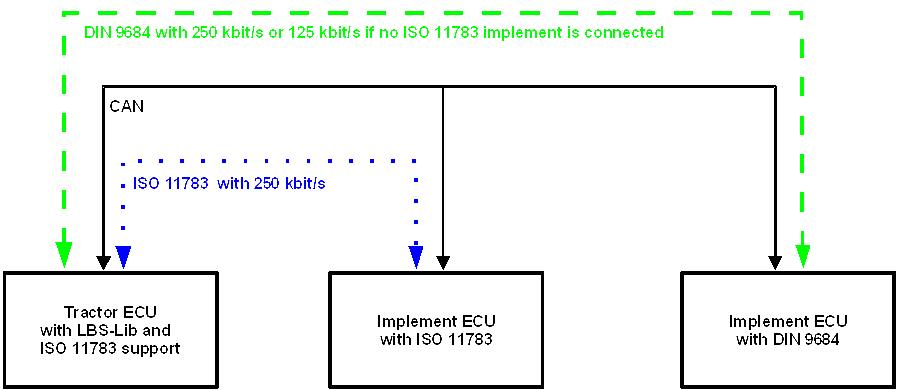 DIN 9684 with 250 kbit/s or 125 kbit/s if no ISO 11783 implement is connected
CAN
ISO 11783 with 250 kbit/s
Tractor ECU
with LBS-Lib and
ISO 11783 support
Implement ECU
with ISO 11783
Implement ECU
with DIN 9684